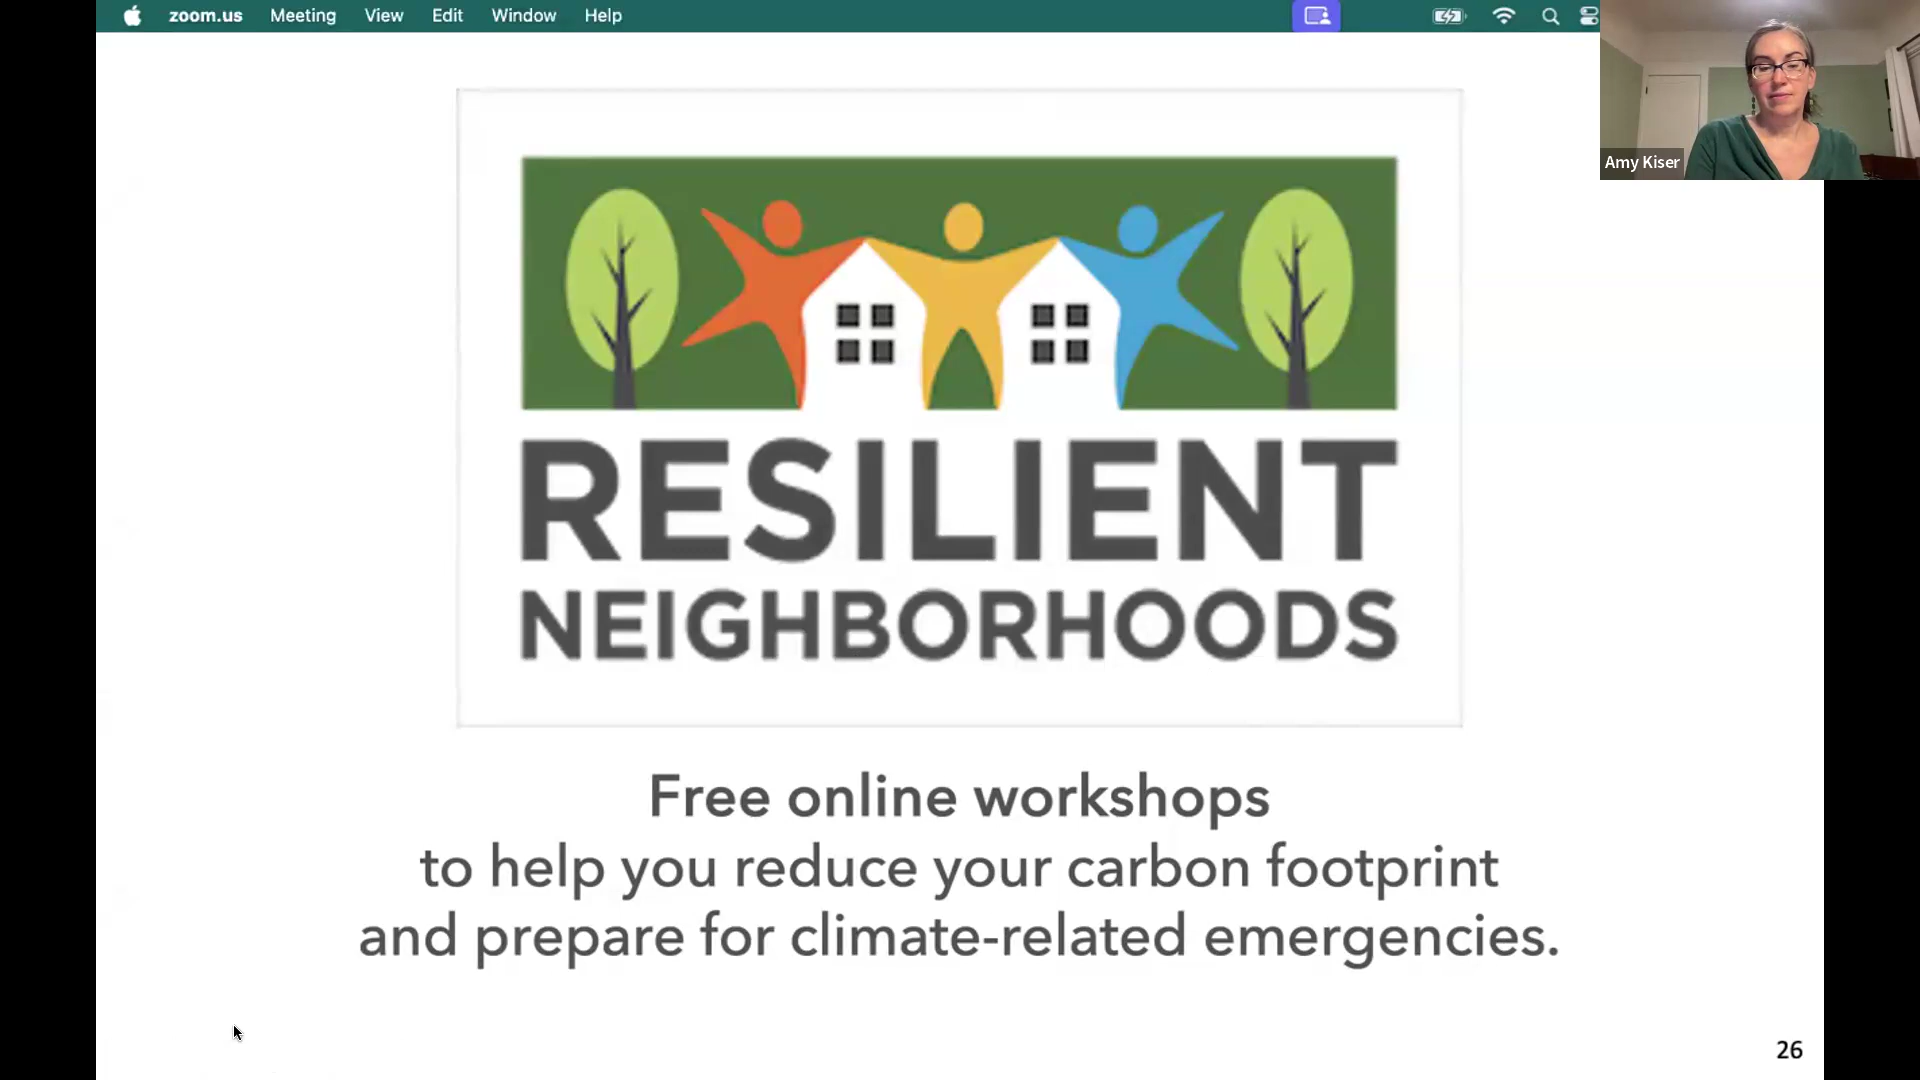 zoom.us Meeting View Edit Window Help
Amy Kiser
RESILIENT
NEIGHBORHOODS
Free online workshops
to help you reduce your carbon footprint
and prepare for climate-related emergencies.
26